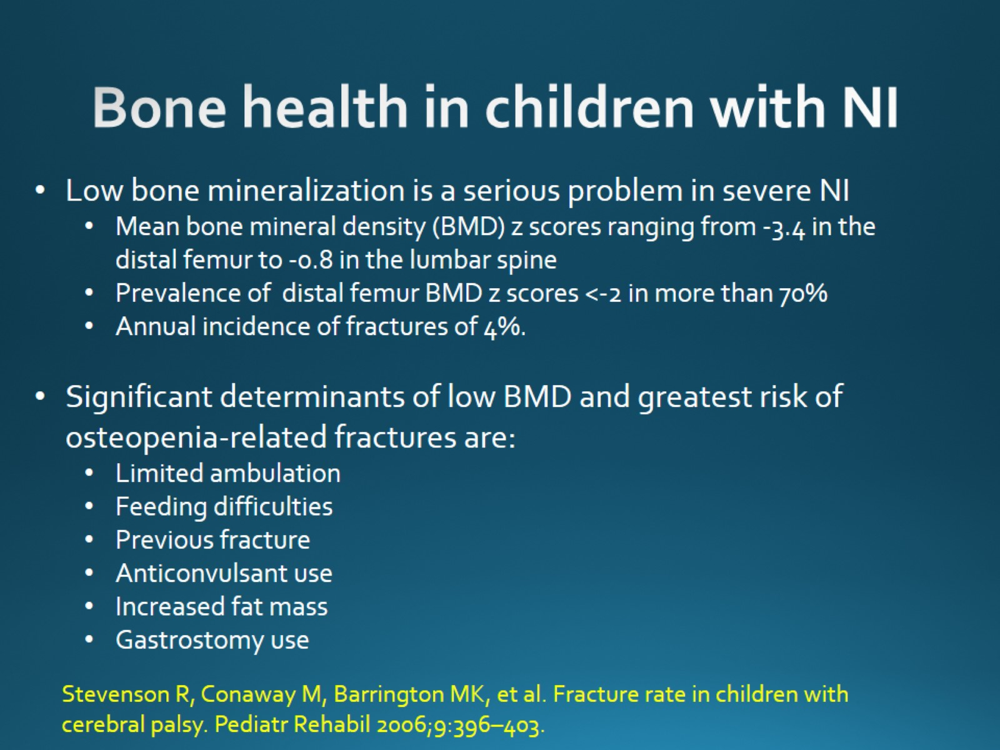 Bone health in children with NI
• Low bone mineralization is a serious problem in severe NI
• Mean bone mineral density (BMD) z scores ranging from -3.4 in the
distal femur to -0.8 in the lumbar spine
• Prevalence of  distal femur BMD z scores <-2 in more than 70%
• Annual incidence of fractures of 4%.
• Significant determinants of low BMD and greatest risk of
osteopenia-related fractures are:
• Limited ambulation
• Feeding difficulties
• Previous fracture
• Anticonvulsant use
• Increased fat mass
• Gastrostomy use
Stevenson R, Conaway M, Barrington MK, et al. Fracture rate in children with
cerebral palsy. Pediatr Rehabil 2006;9:396–403.